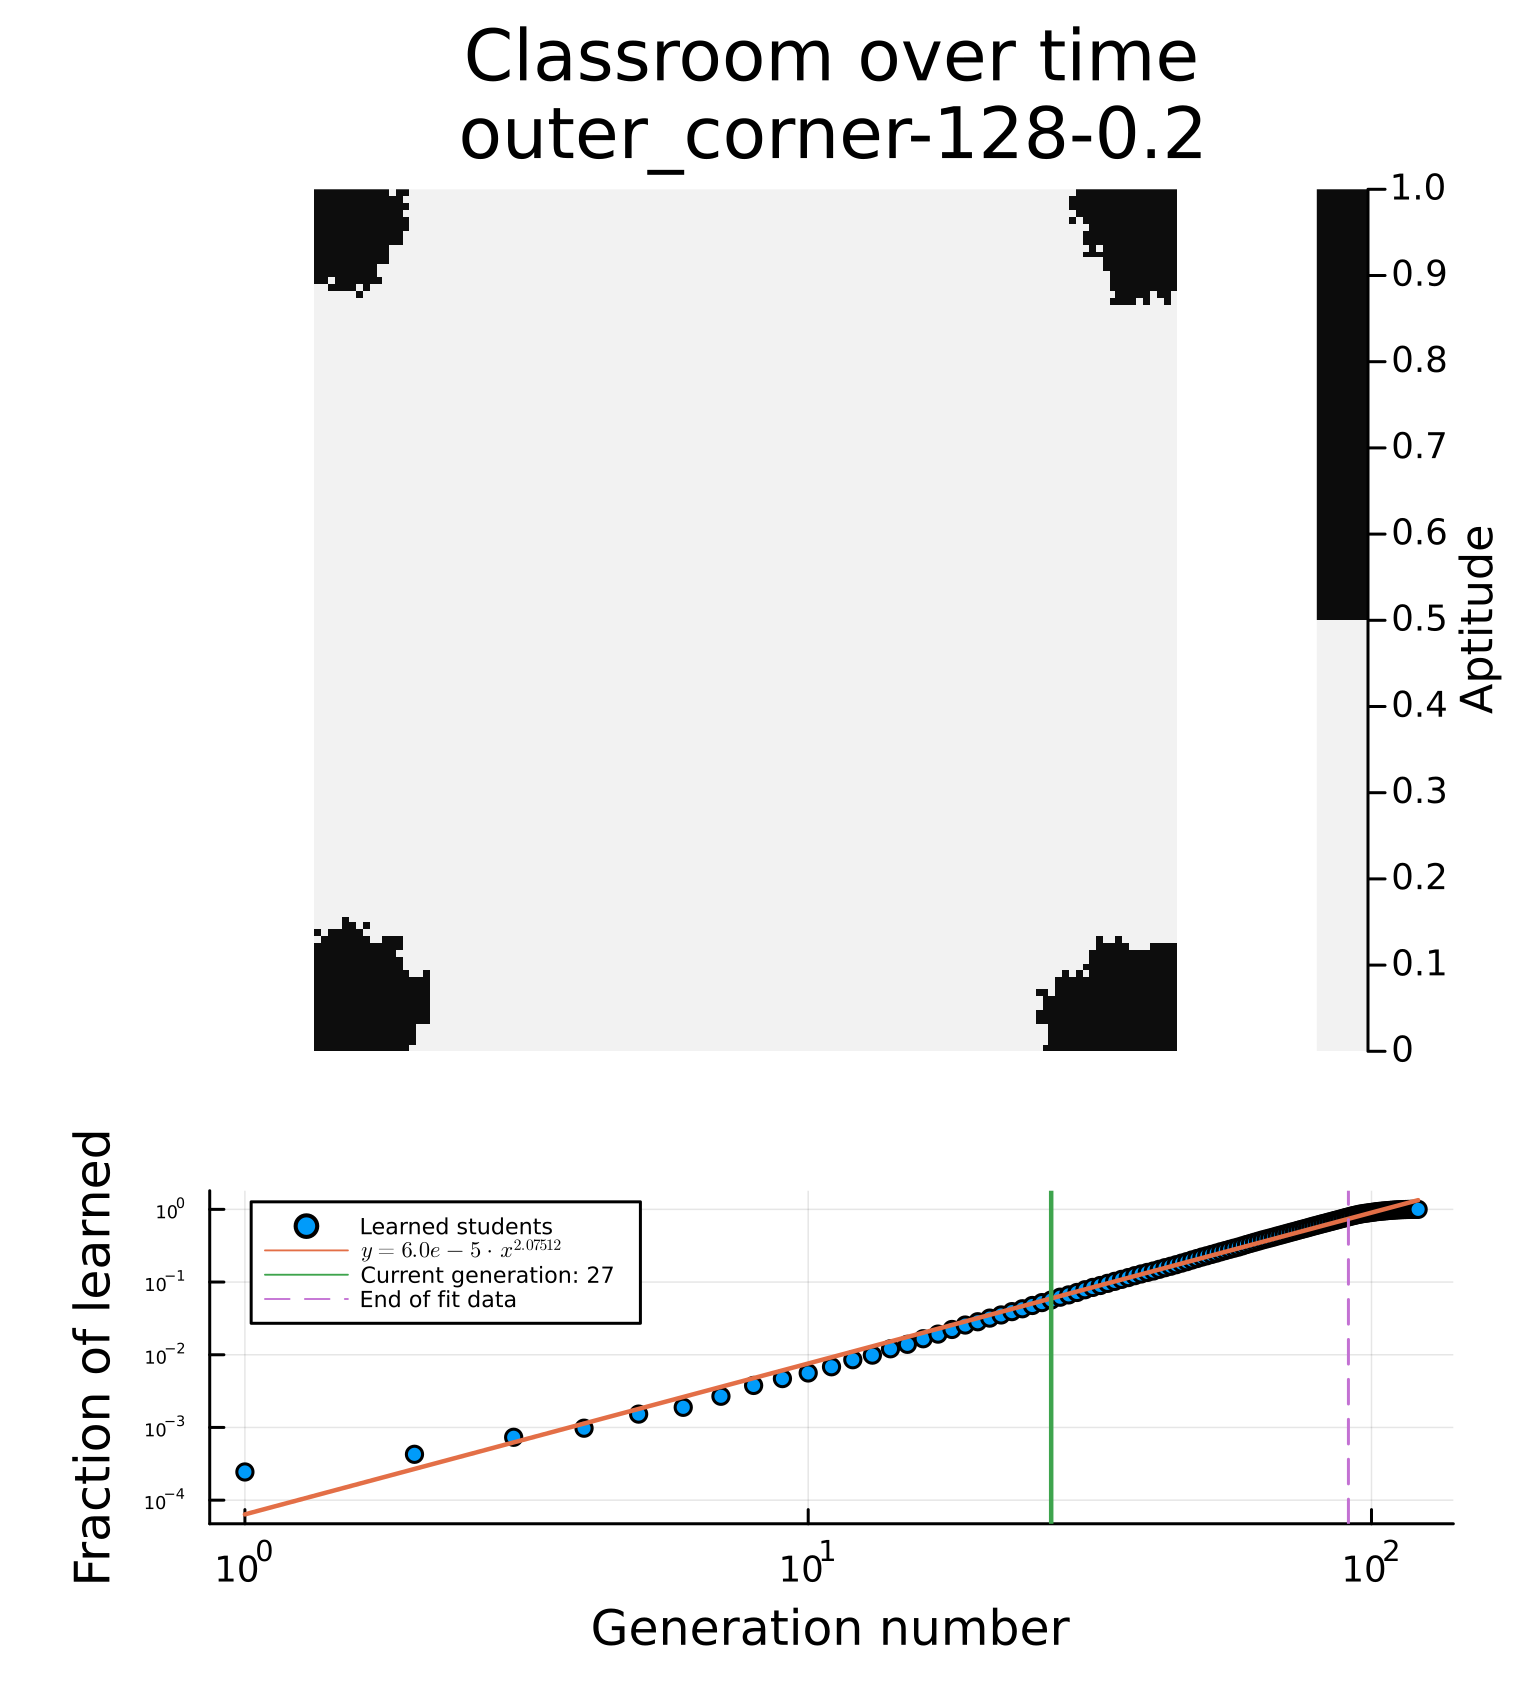 Classroom over time
outer_corner-128-0.2
1.0
0.9
0.8
0.7
0.6
0.5
0.4
0.3
0.2
0.1
0
Aptitude
Fraction of learned
10^0
10^-1
10^-2
10^-3
10^-4
Learned students
y = 6.0e − 5 · x^2.07512
Current generation: 27
End of fit data
10^0
10^1
10^2
Generation number